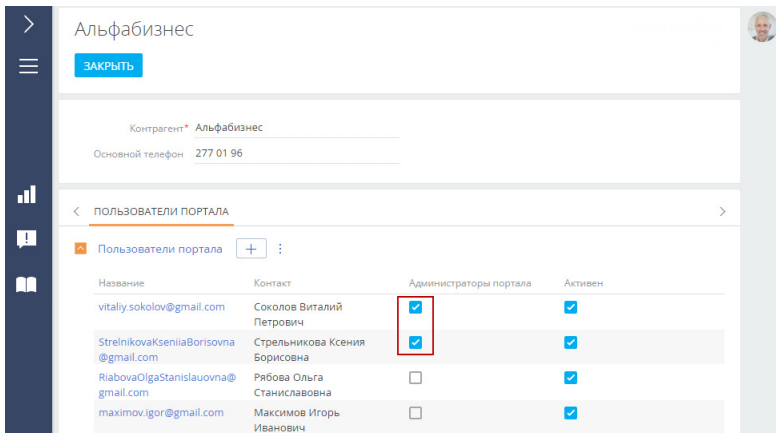 Альфабизнес
ЗАКРЫТЬ
Контрагент* Альфабизнес
Основной телефон 277 01 96
ПОЛЬЗОВАТЕЛИ ПОРТАЛА
Пользователи портала
Название Контакт Администраторы портала Активен
vitaliy.sokolov@gmail.com Соколов Виталий
Петрович
StrelnikovaKseniiaBorisovna Стрельникова Ксения
@gmail.com Борисовна
RiabovaOlgaStanislauovna@ Рябова Ольга
gmail.com Станиславовна
maximov.igor@gmail.com Максимов Игорь
Иванович